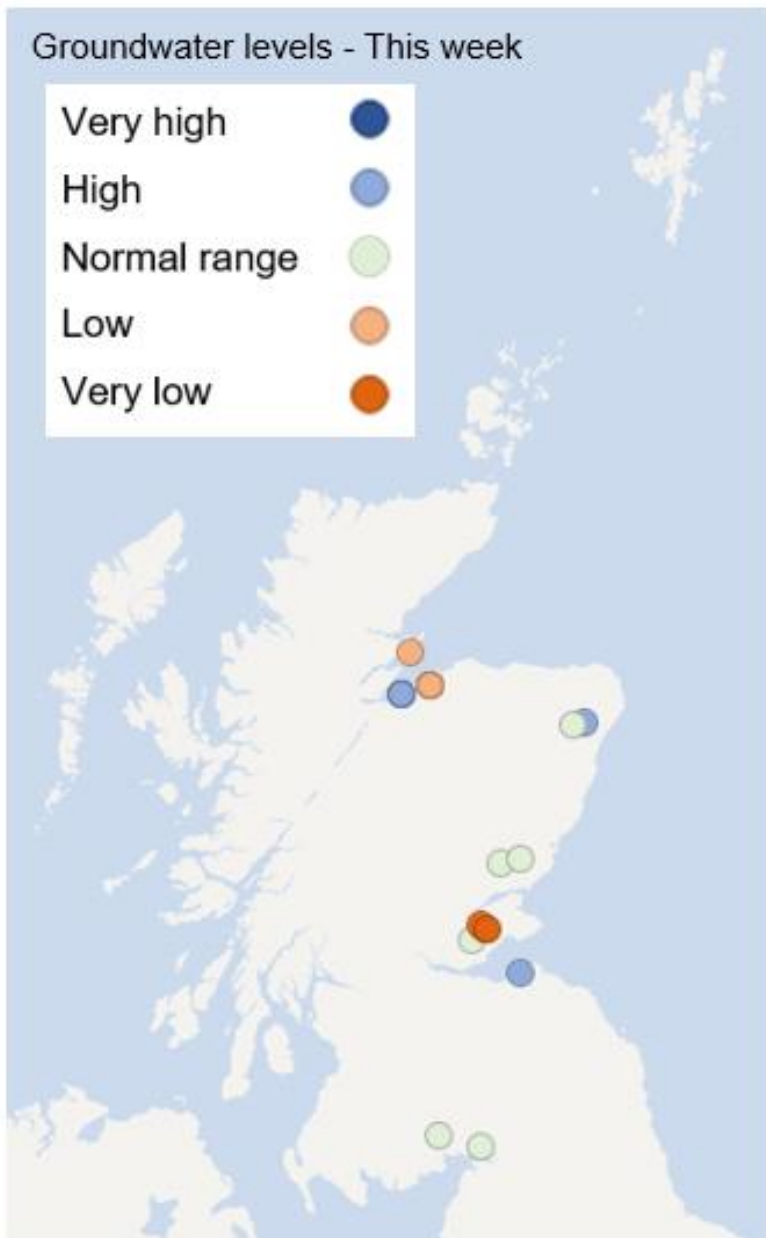 Groundwater levels - This week
Very high
High
Normal range
Low
Very low